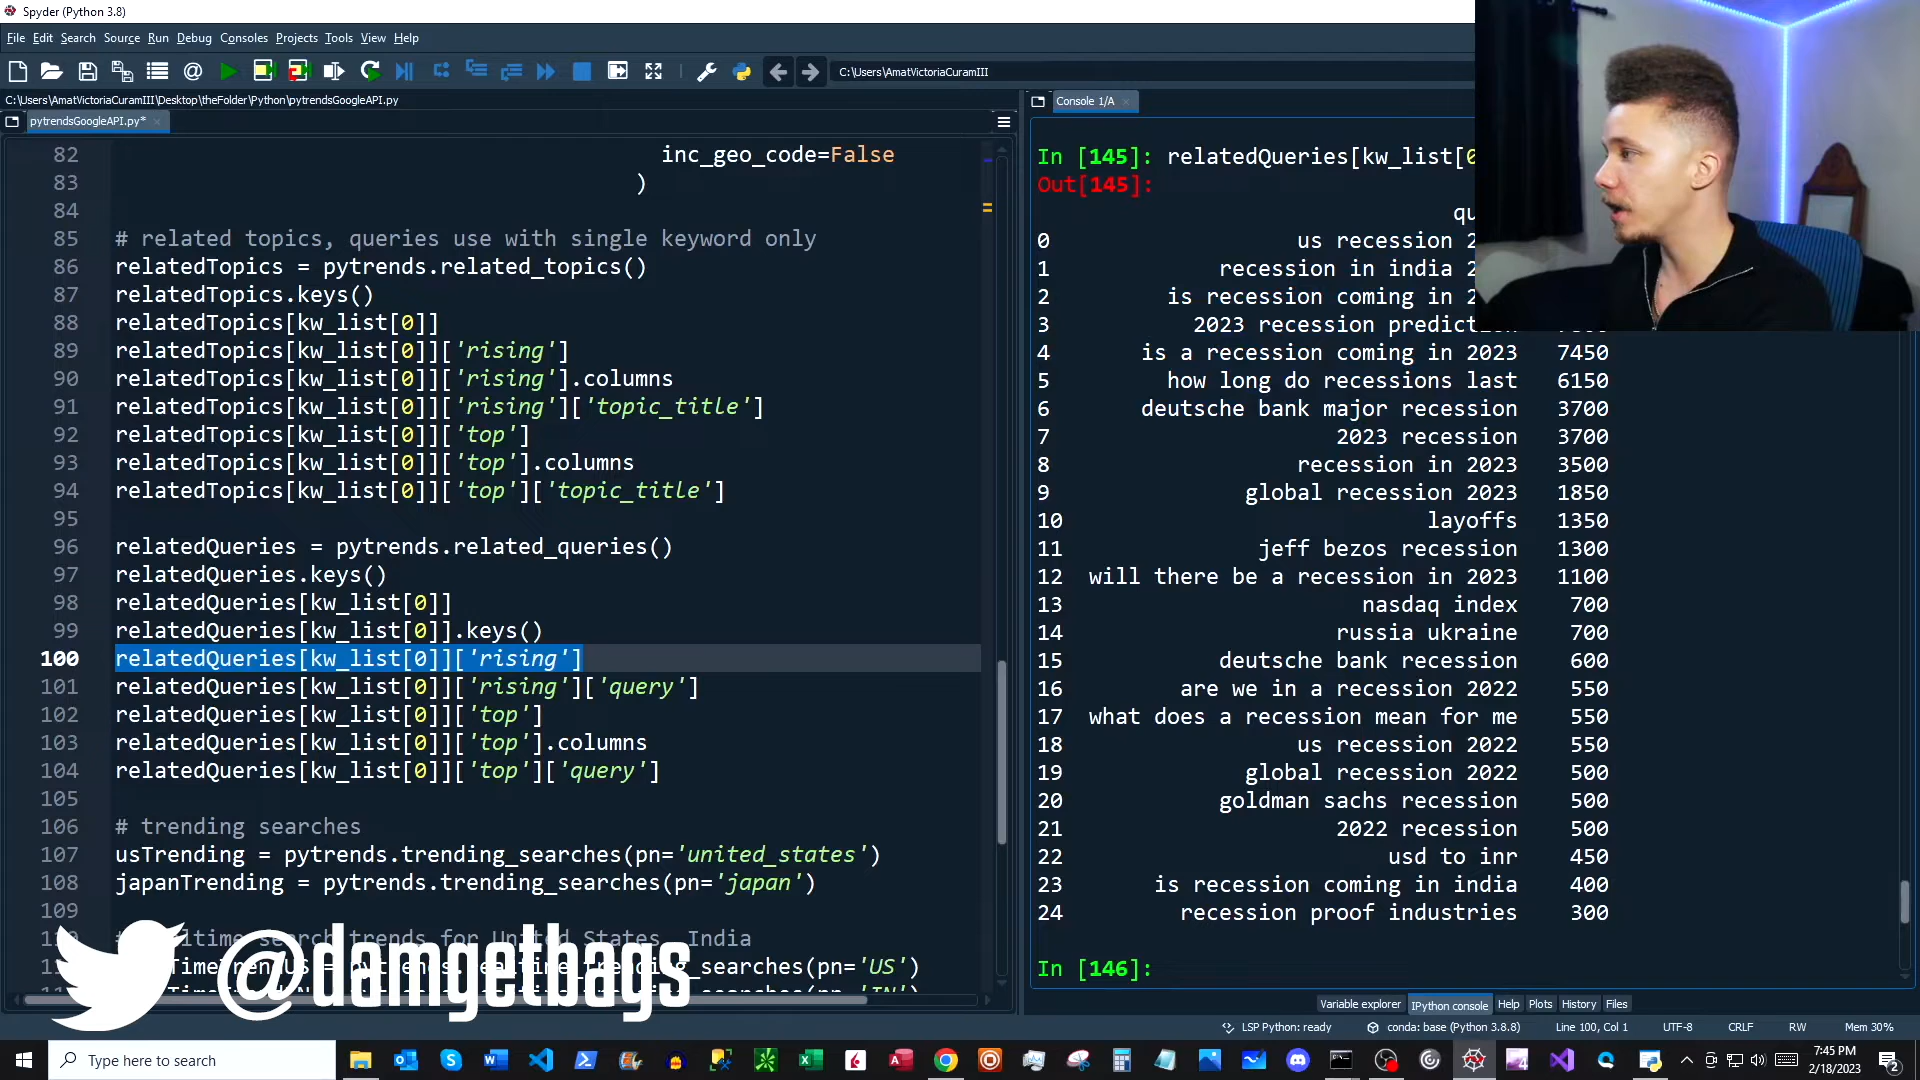 Spyder (Python 3.8)
File Edit Search Source Run Debug Consoles Projects Tools View Help
C:\Users\AmatVictoriaCuramIII
C:\Users\AmatVictoriaCuramIII\Desktop\theFolder\Python\pytrendsGoogleAPI.py
pytrendsGoogleAPI.py*
82 inc_geo_code=False
83 )
84
85 # related topics, queries use with single keyword only
86 relatedTopics = pytrends.related_topics()
87 relatedTopics.keys()
88 relatedTopics[kw_list[0]]
89 relatedTopics[kw_list[0]]['rising']
90 relatedTopics[kw_list[0]]['rising'].columns
91 relatedTopics[kw_list[0]]['rising']['topic_title']
92 relatedTopics[kw_list[0]]['top']
93 relatedTopics[kw_list[0]]['top'].columns
94 relatedTopics[kw_list[0]]['top']['topic_title']
95
96 relatedQueries = pytrends.related_queries()
97 relatedQueries.keys()
98 relatedQueries[kw_list[0]]
99 relatedQueries[kw_list[0]].keys()
100 relatedQueries[kw_list[0]]['rising']
101 relatedQueries[kw_list[0]]['rising']['query']
102 relatedQueries[kw_list[0]]['top']
103 relatedQueries[kw_list[0]]['top'].columns
104 relatedQueries[kw_list[0]]['top']['query']
105
106 # trending searches
107 usTrending = pytrends.trending_searches(pn='united_states')
108 japanTrending = pytrends.trending_searches(pn='japan')
109
search trends for United States India
_searches(pn='US')
@damgetbags
Console 1/A
In [145]: relatedQueries[kw_list[0
Out[145]:
qu
0 us recession 2
1 recession in india 2
2 is recession coming in 2
3 2023 recession predict
4 is a recession coming in 2023 7450
5 how long do recessions last 6150
6 deutsche bank major recession 3700
7 2023 recession 3700
8 recession in 2023 3500
9 global recession 2023 1850
10 layoffs 1350
11 jeff bezos recession 1300
12 will there be a recession in 2023 1100
13 nasdaq index 700
14 russia ukraine 700
15 deutsche bank recession 600
16 are we in a recession 2022 550
17 what does a recession mean for me 550
18 us recession 2022 550
19 global recession 2022 500
20 goldman sachs recession 500
21 2022 recession 500
22 usd to inr 450
23 is recession coming in india 400
24 recession proof industries 300
In [146]:
Variable explorer IPython console Help Plots History Files
LSP Python: ready conda: base (Python 3.8.8) Line 100, Col 1 UTF-8 CRLF RW Mem 30%
Type here to search
7:45 PM
2/18/2023
2